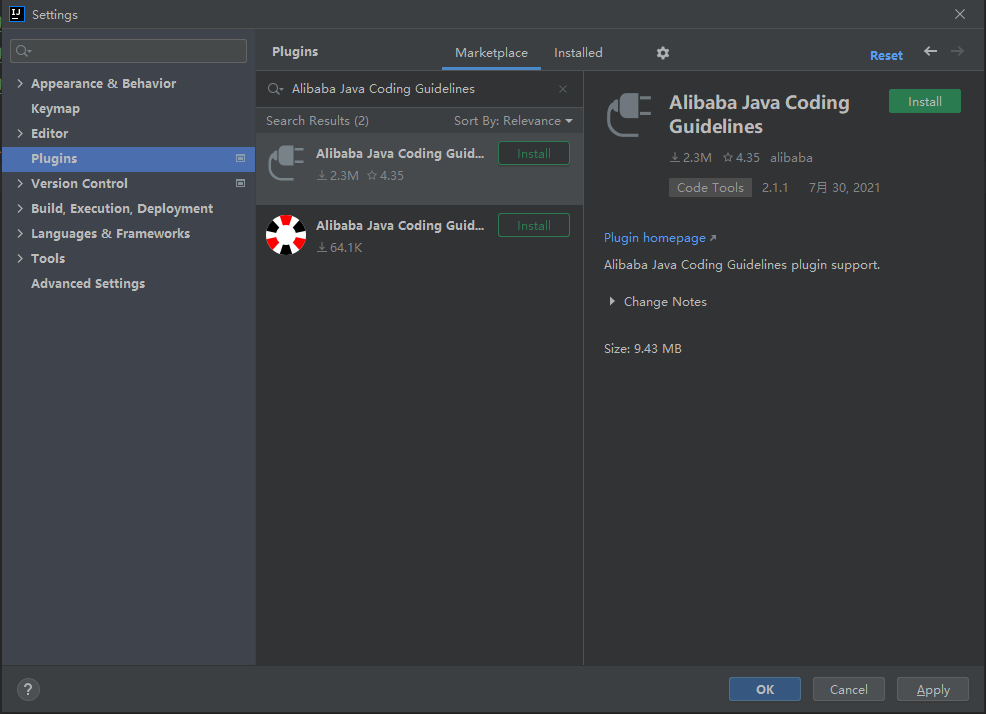 Settings
Plugins
Marketplace
Installed
Reset
Appearance & Behavior
Keymap
Editor
Plugins
Version Control
Build, Execution, Deployment
Languages & Frameworks
Tools
Advanced Settings
Alibaba Java Coding Guidelines
Search Results (2)
Sort By: Relevance
Alibaba Java Coding Guid...
Install
2.3M
4.35
Alibaba Java Coding Guid...
Install
64.1K
Alibaba Java Coding
Guidelines
Install
2.3M 4.35 alibaba
Code Tools 2.1.1 7月 30, 2021
Plugin homepage
Alibaba Java Coding Guidelines plugin support.
Change Notes
Size: 9.43 MB
?
OK
Cancel
Apply